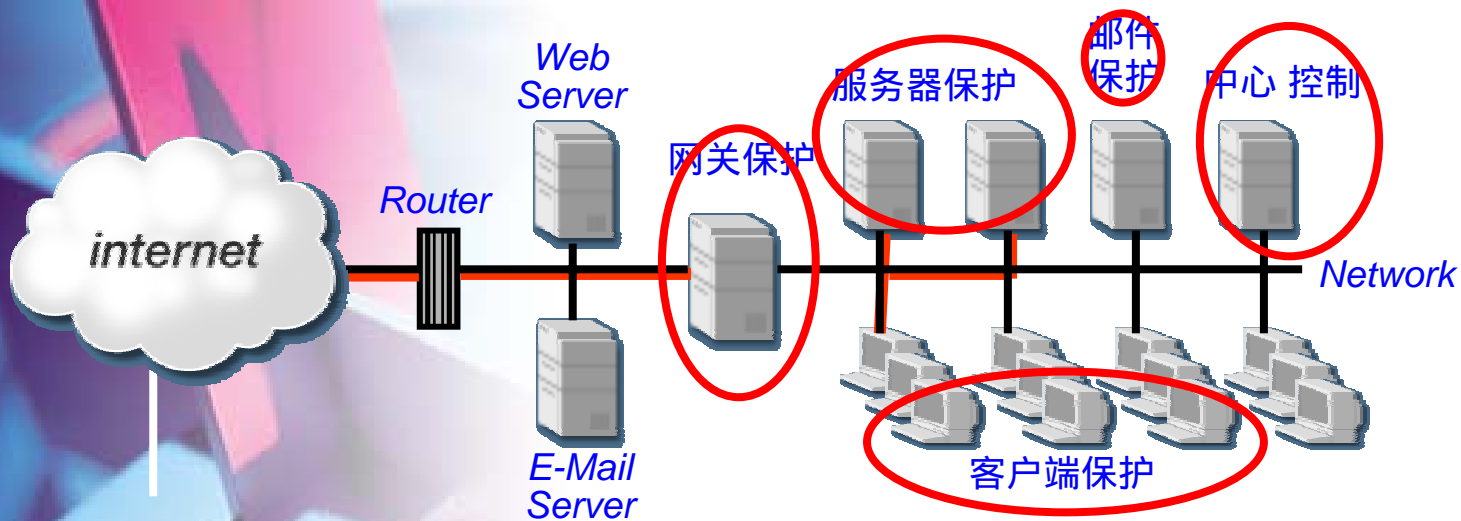 邮件
保护
Web
Server
服务器保护
中心 控制
网关保护
Router
internet
Network
E-Mail
Server
客户端保护